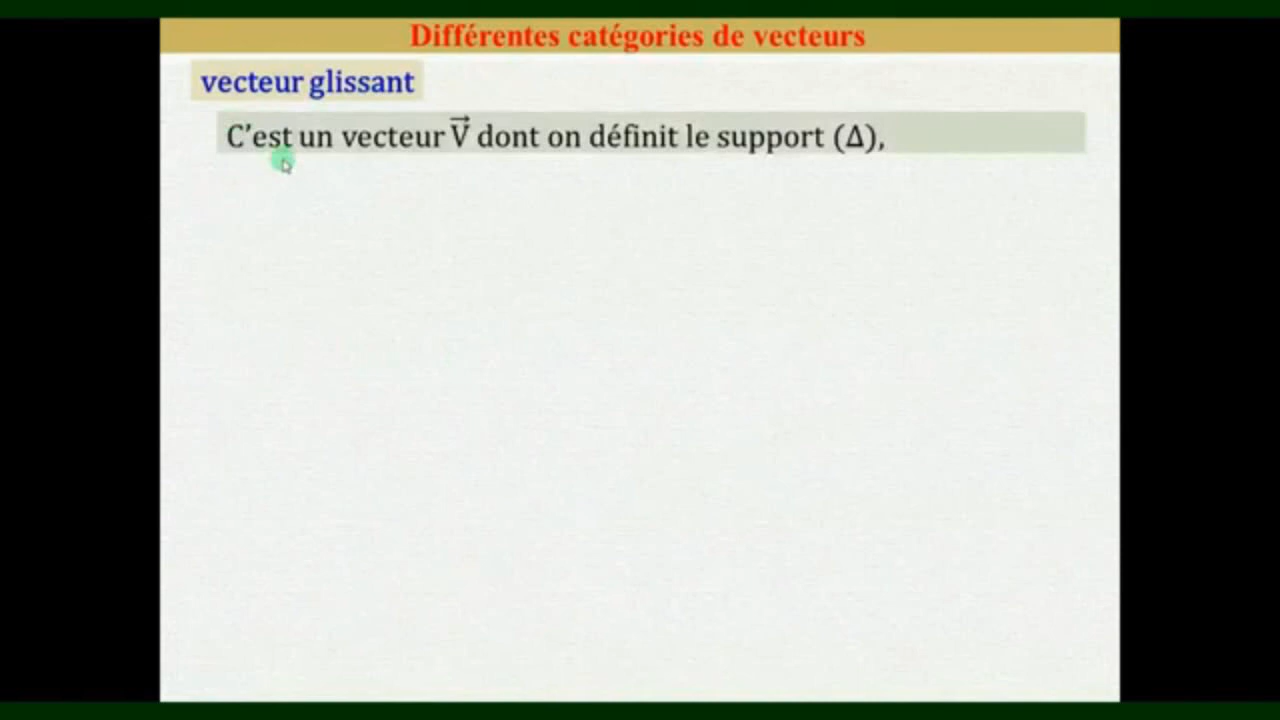 Différentes catégories de vecteurs
vecteur glissant
C’est un vecteur V⃗ dont on définit le support (Δ),